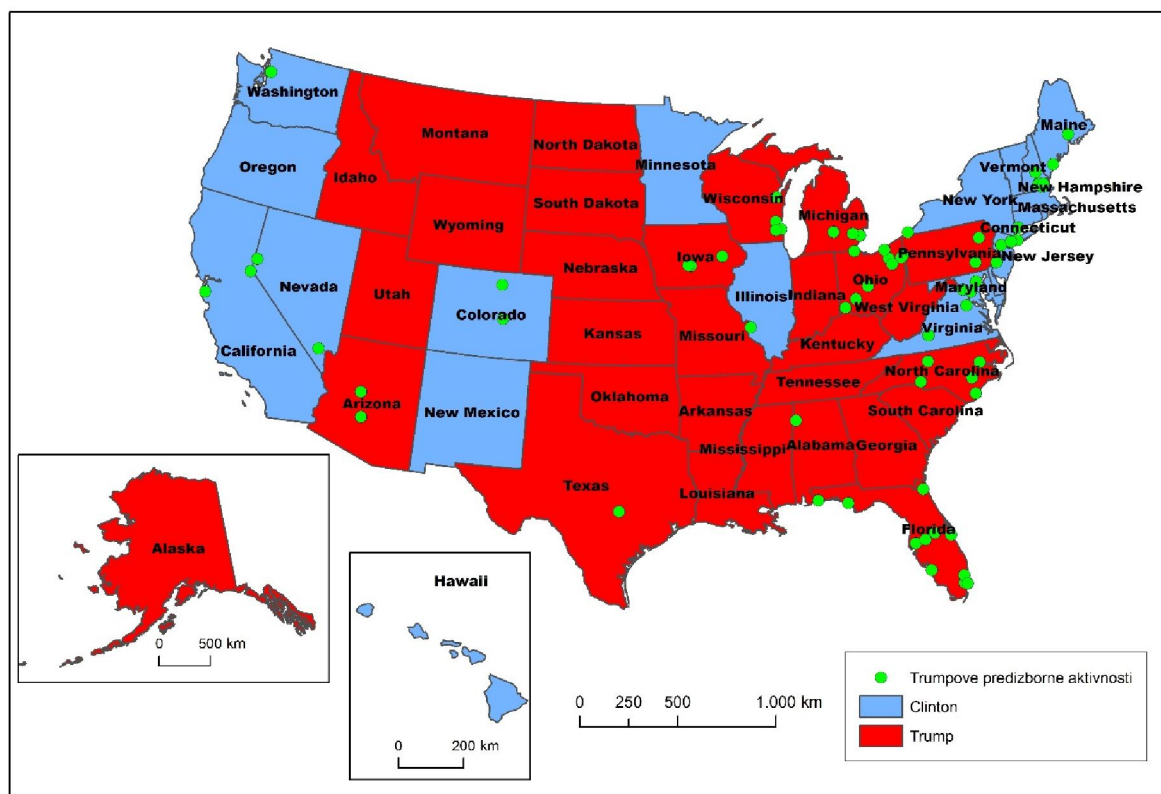 Washington
Maine
Montana
North Dakota
Minnesota
Vermont
Oregon
Idaho
New Hampshire
Wisconsin
New York
Massachusetts
South Dakota
Michigan
Wyoming
Connecticut
Iowa
Pennsylvania
New Jersey
Nebraska
Ohio
Nevada
Utah
Illinois
Indiana
Maryland
Colorado
West Virginia
Kansas
Missouri
Virginia
California
Kentucky
North Carolina
Tennessee
Arizona
Oklahoma
New Mexico
Arkansas
South Carolina
Mississippi
Alabama
Georgia
Texas
Louisiana
Florida
Alaska
0 500 km
Hawaii
0 200 km
0 250 500 1.000 km
Trumpove predizborne aktivnosti
Clinton
Trump